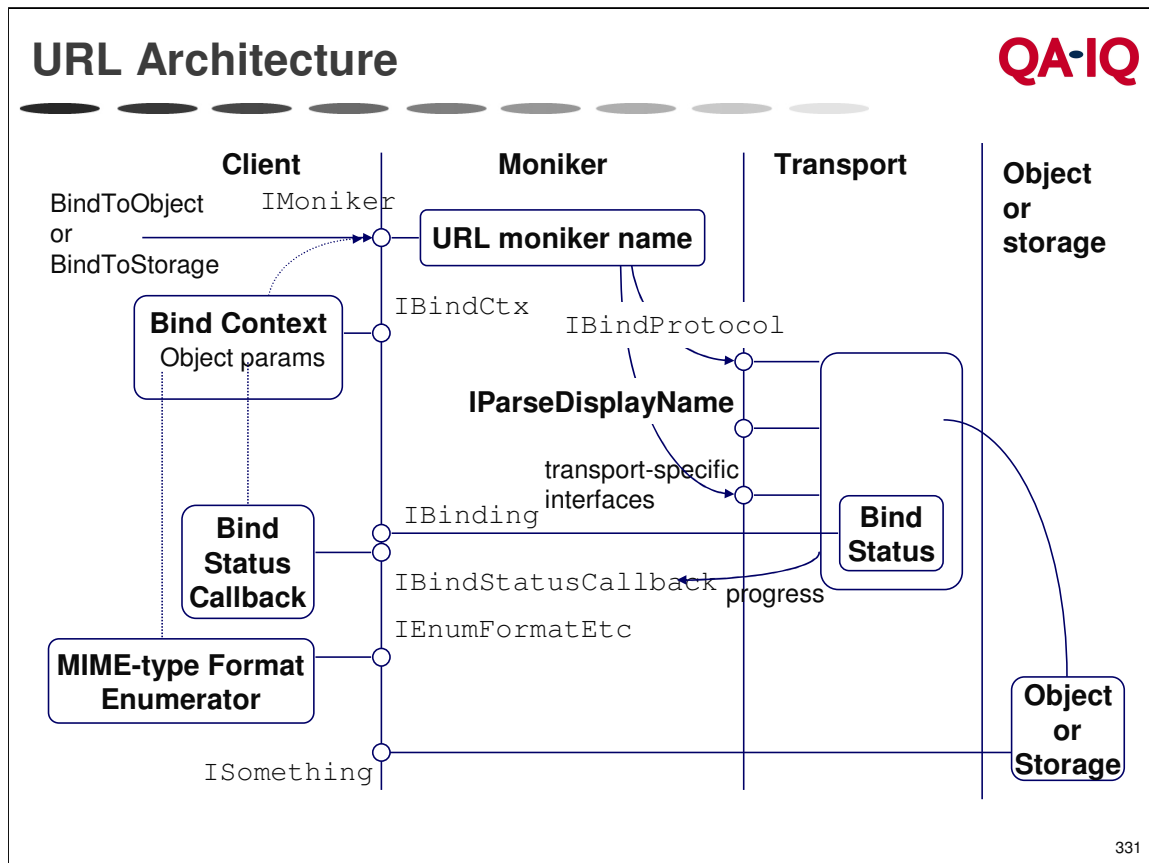 URL Architecture
QA-IQ
Client
Moniker
Transport
Object
or
storage
BindToObject
or
BindToStorage
IMoniker
URL moniker name
IBindCtx
Bind Context
Object params
IBindProtocol
IParseDisplayName
transport-specific
interfaces
IBinding
Bind
Status
Callback
Bind
Status
IBindStatusCallback
progress
IEnumFormatEtc
MIME-type Format
Enumerator
Object
or
Storage
ISomething
331